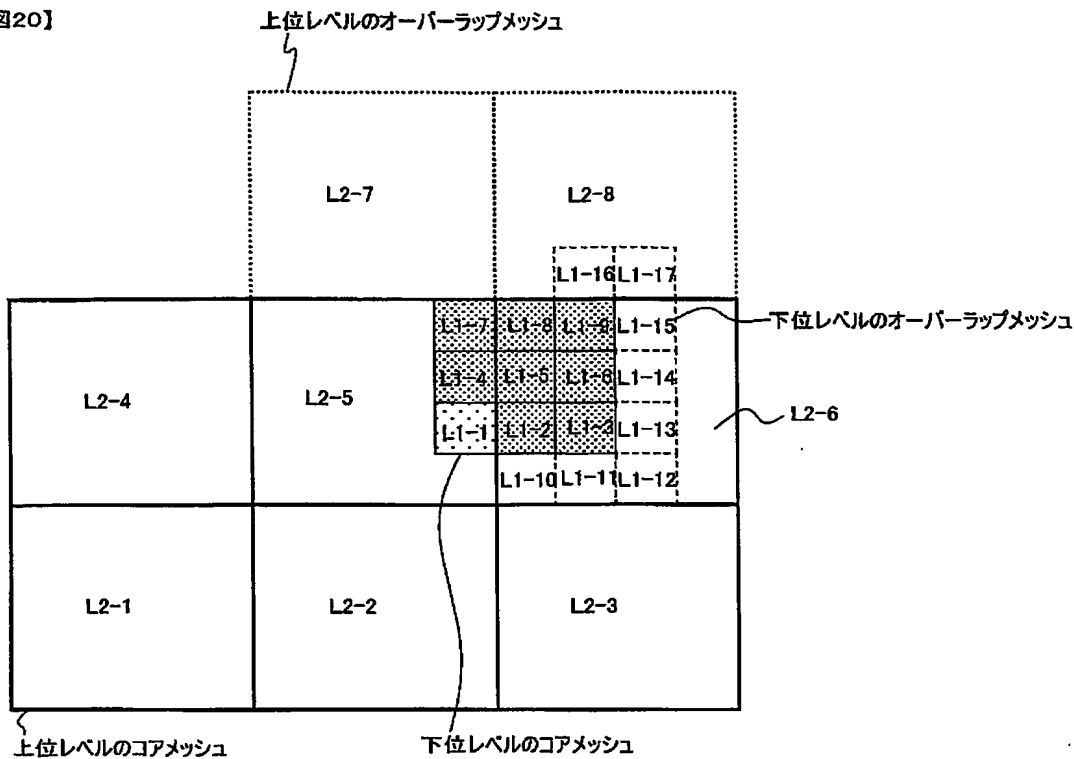 図20】
上位レベルのオーバーラップメッシュ
L2-7
L2-8
L1-16
L1-17
L1-7
L1-8
L1-9
L1-15
下位レベルのオーバーラップメッシュ
L2-4
L2-5
L1-4
L1-5
L1-6
L1-14
L2-6
L1-1
L1-2
L1-3
L1-13
L1-10
L1-11
L1-12
L2-1
L2-2
L2-3
上位レベルのコアメッシュ
下位レベルのコアメッシュ